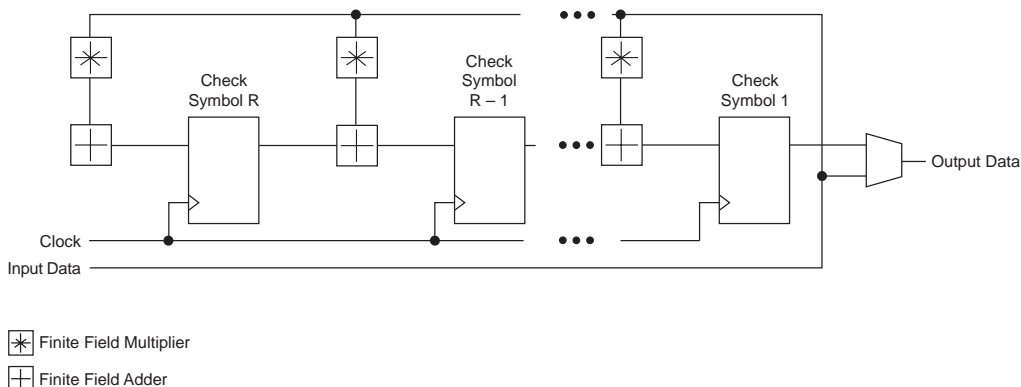 Check
Symbol R
Check
Symbol
R – 1
Check
Symbol 1
Output Data
Clock
Input Data
Finite Field Multiplier
Finite Field Adder